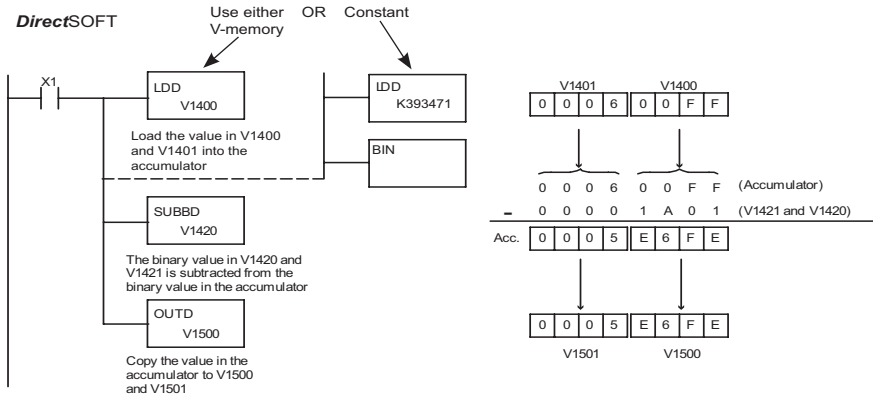 DirectSOFT
Use either OR Constant
V-memory
X1
LDD
V1400
Load the value in V1400
and V1401 into the
accumulator
LDD
K393471
BIN
SUBBD
V1420
The binary value in V1420 and
V1421 is subtracted from the
binary value in the accumulator
OUTD
V1500
Copy the value in the
accumulator to V1500
and V1501
V1401 V1400
0 0 0 6 0 0 F F
0 0 0 6 0 0 F F (Accumulator)
- 0 0 0 0 1 A 0 1 (V1421 and V1420)
Acc. 0 0 0 5 E 6 F E
0 0 0 5 E 6 F E
V1501 V1500